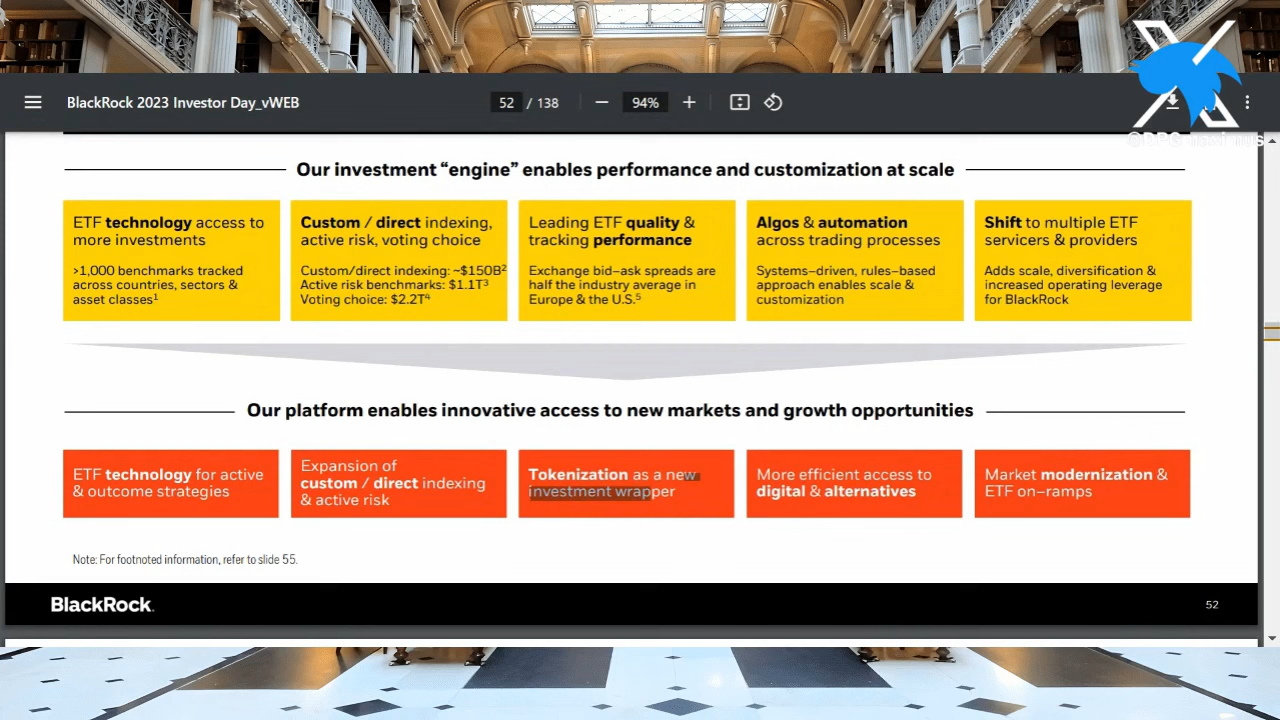 BlackRock 2023 Investor Day_vWEB
52 / 138
94%
Our investment “engine” enables performance and customization at scale
ETF technology access to
more investments
>1,000 benchmarks tracked
across countries, sectors &
asset classes¹
Custom / direct indexing,
active risk, voting choice
Custom/direct indexing: ~$150B²
Active risk benchmarks: $1.1T³
Voting choice: $2.2T⁴
Leading ETF quality &
tracking performance
Exchange bid–ask spreads are
half the industry average in
Europe & the U.S.⁵
Algos & automation
across trading processes
Systems–driven, rules–based
approach enables scale &
customization
Shift to multiple ETF
servicers & providers
Adds scale, diversification &
increased operating leverage
for BlackRock
Our platform enables innovative access to new markets and growth opportunities
ETF technology for active
& outcome strategies
Expansion of
custom / direct indexing
& active risk
Tokenization as a new
investment wrapper
More efficient access to
digital & alternatives
Market modernization &
ETF on–ramps
Note: For footnoted information, refer to slide 55.
BlackRock.
52